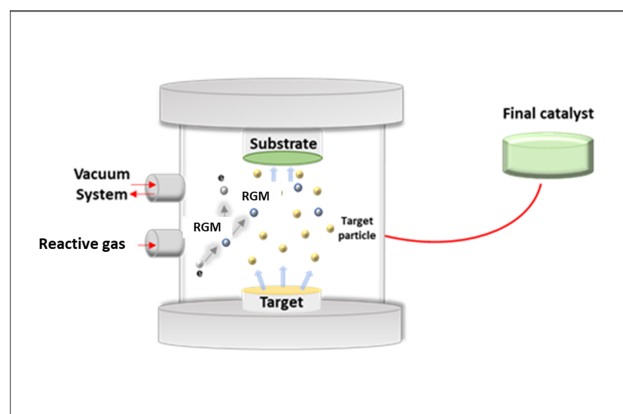 Final catalyst
Substrate
Vacuum
System
e
RGM
RGM
Target
particle
Reactive gas
e
Target